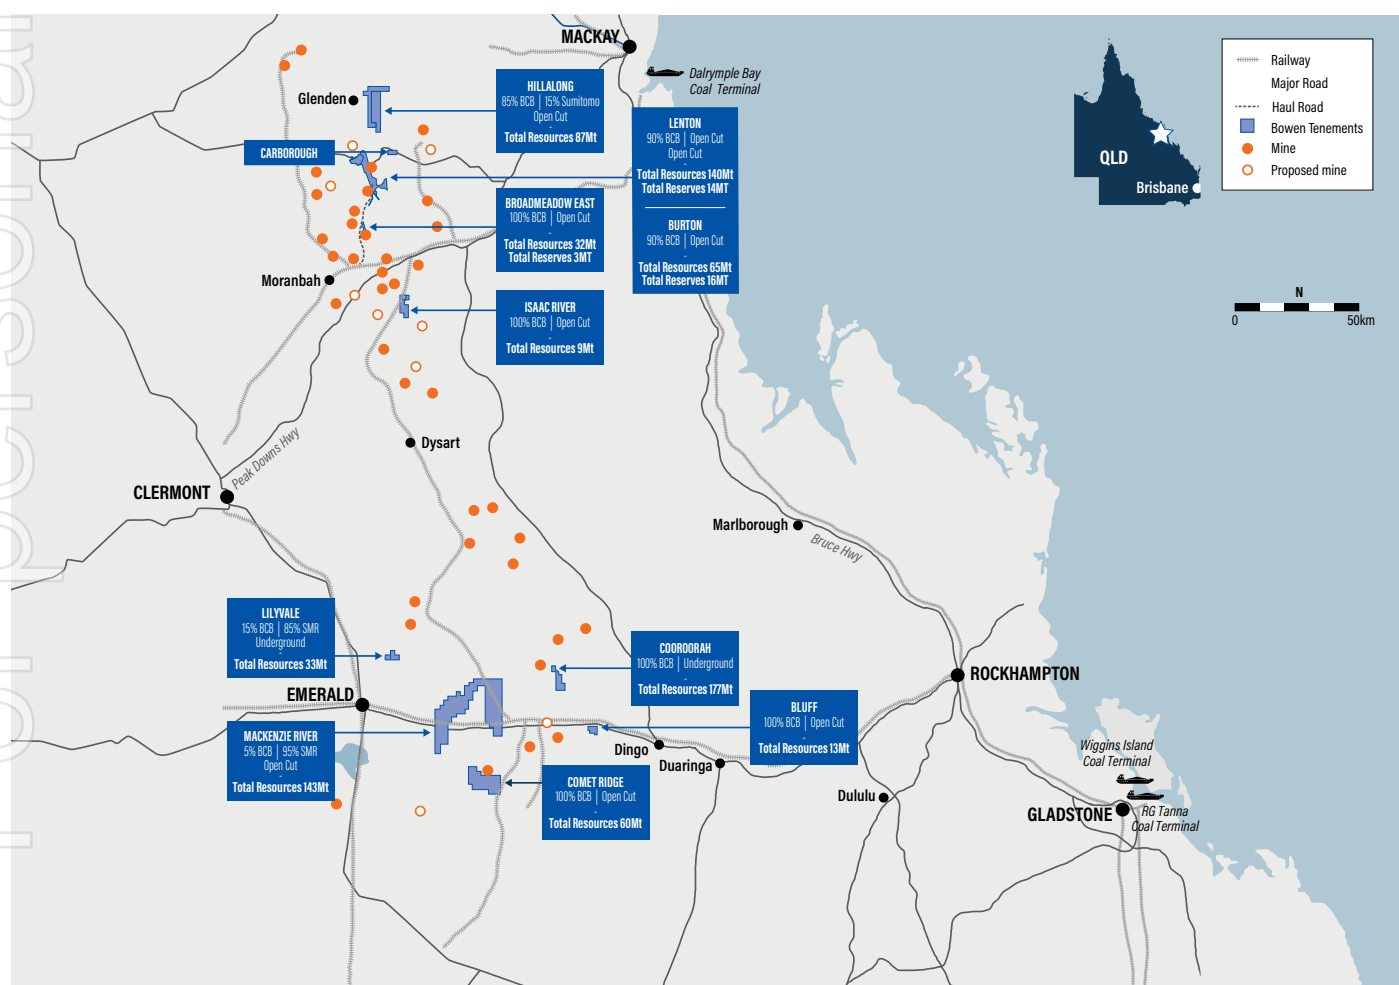 MACKAY
Dalrymple Bay
Coal Terminal
Glenden
HILLALONG
85% BCB | 15% Sumitomo
Open Cut
-
Total Resources 87Mt
CARBOROUGH
LENTON
90% BCB | Open Cut
Open Cut
-
Total Resources 140Mt
Total Reserves 14MT
BURTON
90% BCB | Open Cut
-
Total Resources 65Mt
Total Reserves 16MT
BROADMEADOW EAST
100% BCB | Open Cut
-
Total Resources 32Mt
Total Reserves 3MT
Moranbah
ISAAC RIVER
100% BCB | Open Cut
-
Total Resources 9Mt
Dysart
Peak Downs Hwy
CLERMONT
Marlborough
Bruce Hwy
LILYVALE
15% BCB | 85% SMR
Underground
-
Total Resources 33Mt
COOROORAH
100% BCB | Underground
-
Total Resources 177Mt
EMERALD
ROCKHAMPTON
MACKENZIE RIVER
5% BCB | 95% SMR
Open Cut
-
Total Resources 143Mt
BLUFF
100% BCB | Open Cut
-
Total Resources 13Mt
Dingo
Duaringa
COMET RIDGE
100% BCB | Open Cut
-
Total Resources 60Mt
Dululu
Wiggins Island
Coal Terminal
GLADSTONE
RG Tanna
Coal Terminal
QLD
Brisbane
Railway
Major Road
Haul Road
Bowen Tenements
Mine
Proposed mine
N
0
50km